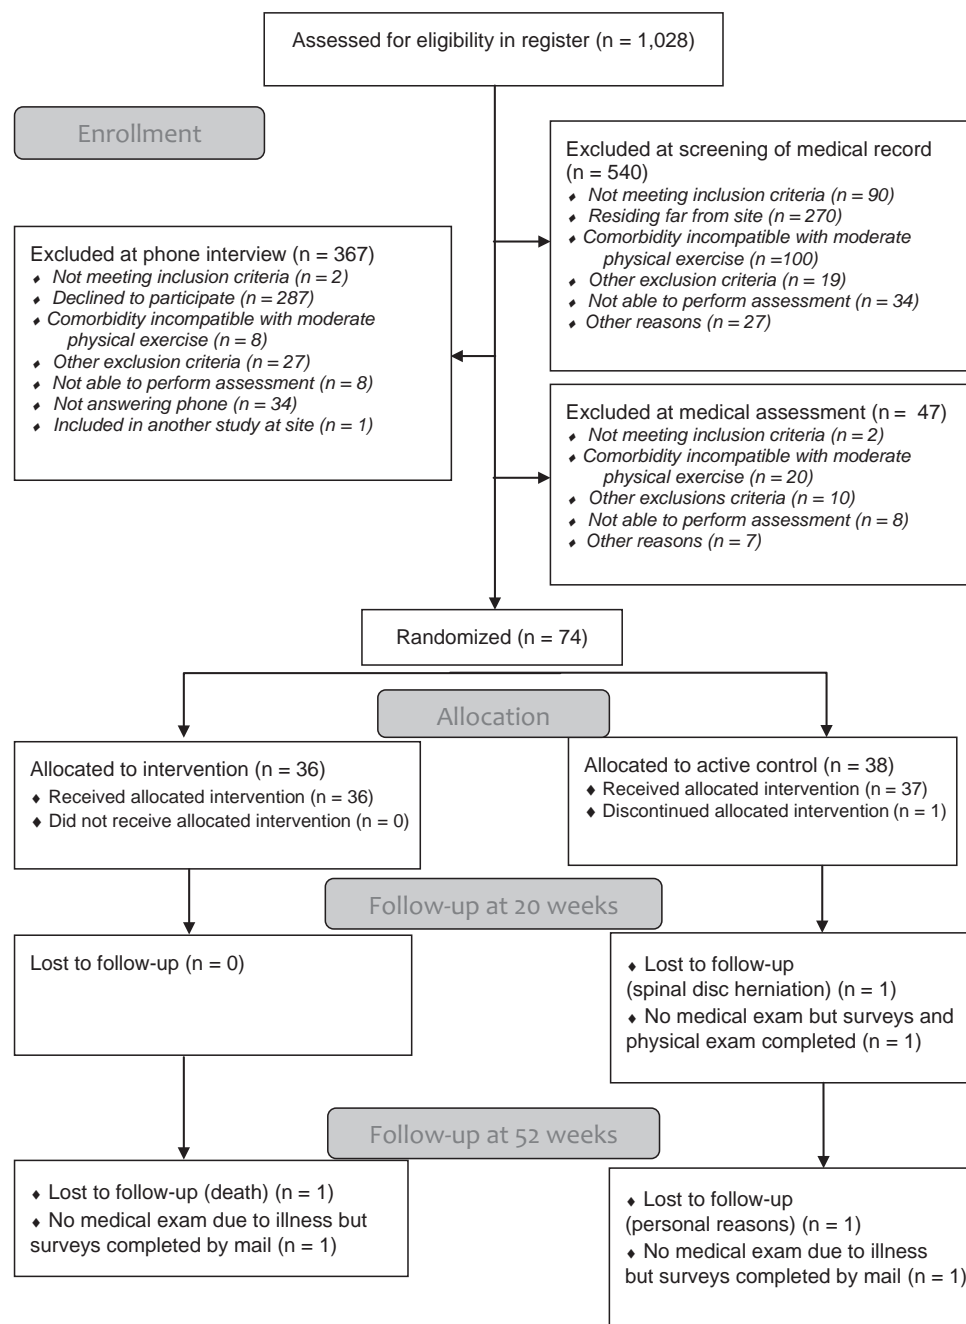 Assessed for eligibility in register (n = 1,028)
Enrollment
Excluded at screening of medical record
(n = 540)
♦ Not meeting inclusion criteria (n = 90)
♦ Residing far from site (n = 270)
♦ Comorbidity incompatible with moderate
physical exercise (n =100)
♦ Other exclusion criteria (n = 19)
♦ Not able to perform assessment (n = 34)
♦ Other reasons (n = 27)
Excluded at phone interview (n = 367)
♦ Not meeting inclusion criteria (n = 2)
♦ Declined to participate (n = 287)
♦ Comorbidity incompatible with moderate
physical exercise (n = 8)
♦ Other exclusion criteria (n = 27)
♦ Not able to perform assessment (n = 8)
♦ Not answering phone (n = 34)
♦ Included in another study at site (n = 1)
Excluded at medical assessment (n = 47)
♦ Not meeting inclusion criteria (n = 2)
♦ Comorbidity incompatible with moderate
physical exercise (n = 20)
♦ Other exclusions criteria (n = 10)
♦ Not able to perform assessment (n = 8)
♦ Other reasons (n = 7)
Randomized (n = 74)
Allocation
Allocated to intervention (n = 36)
♦ Received allocated intervention (n = 36)
♦ Did not receive allocated intervention (n = 0)
Allocated to active control (n = 38)
♦ Received allocated intervention (n = 37)
♦ Discontinued allocated intervention (n = 1)
Follow-up at 20 weeks
Lost to follow-up (n = 0)
♦ Lost to follow-up
(spinal disc herniation) (n = 1)
♦ No medical exam but surveys and
physical exam completed (n = 1)
Follow-up at 52 weeks
♦ Lost to follow-up (death) (n = 1)
♦ No medical exam due to illness but
surveys completed by mail (n = 1)
♦ Lost to follow-up
(personal reasons) (n = 1)
♦ No medical exam due to illness
but surveys completed by mail (n = 1)